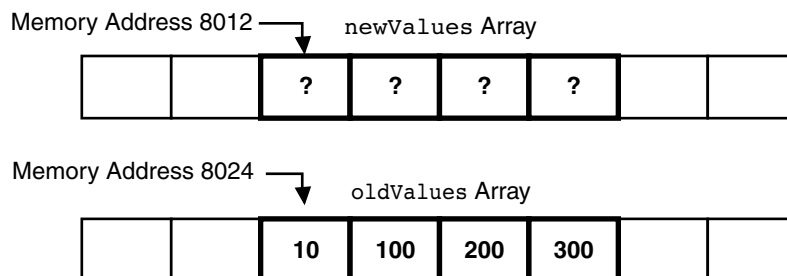 Memory Address 8012 newValues Array
? ? ? ?
Memory Address 8024
oldValues Array
10 100 200 300